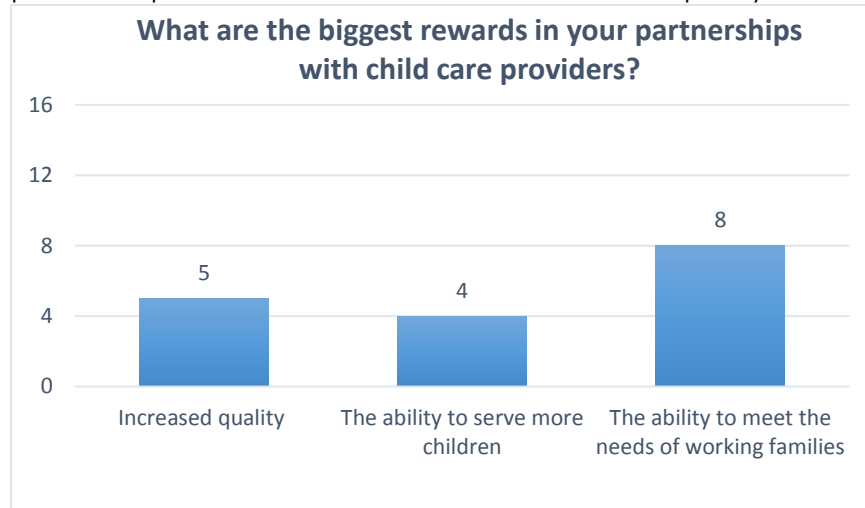 What are the biggest rewards in your partnerships
with child care providers?
16
12
8
4
0
5
4
8
Increased quality
The ability to serve more
children
The ability to meet the
needs of working families